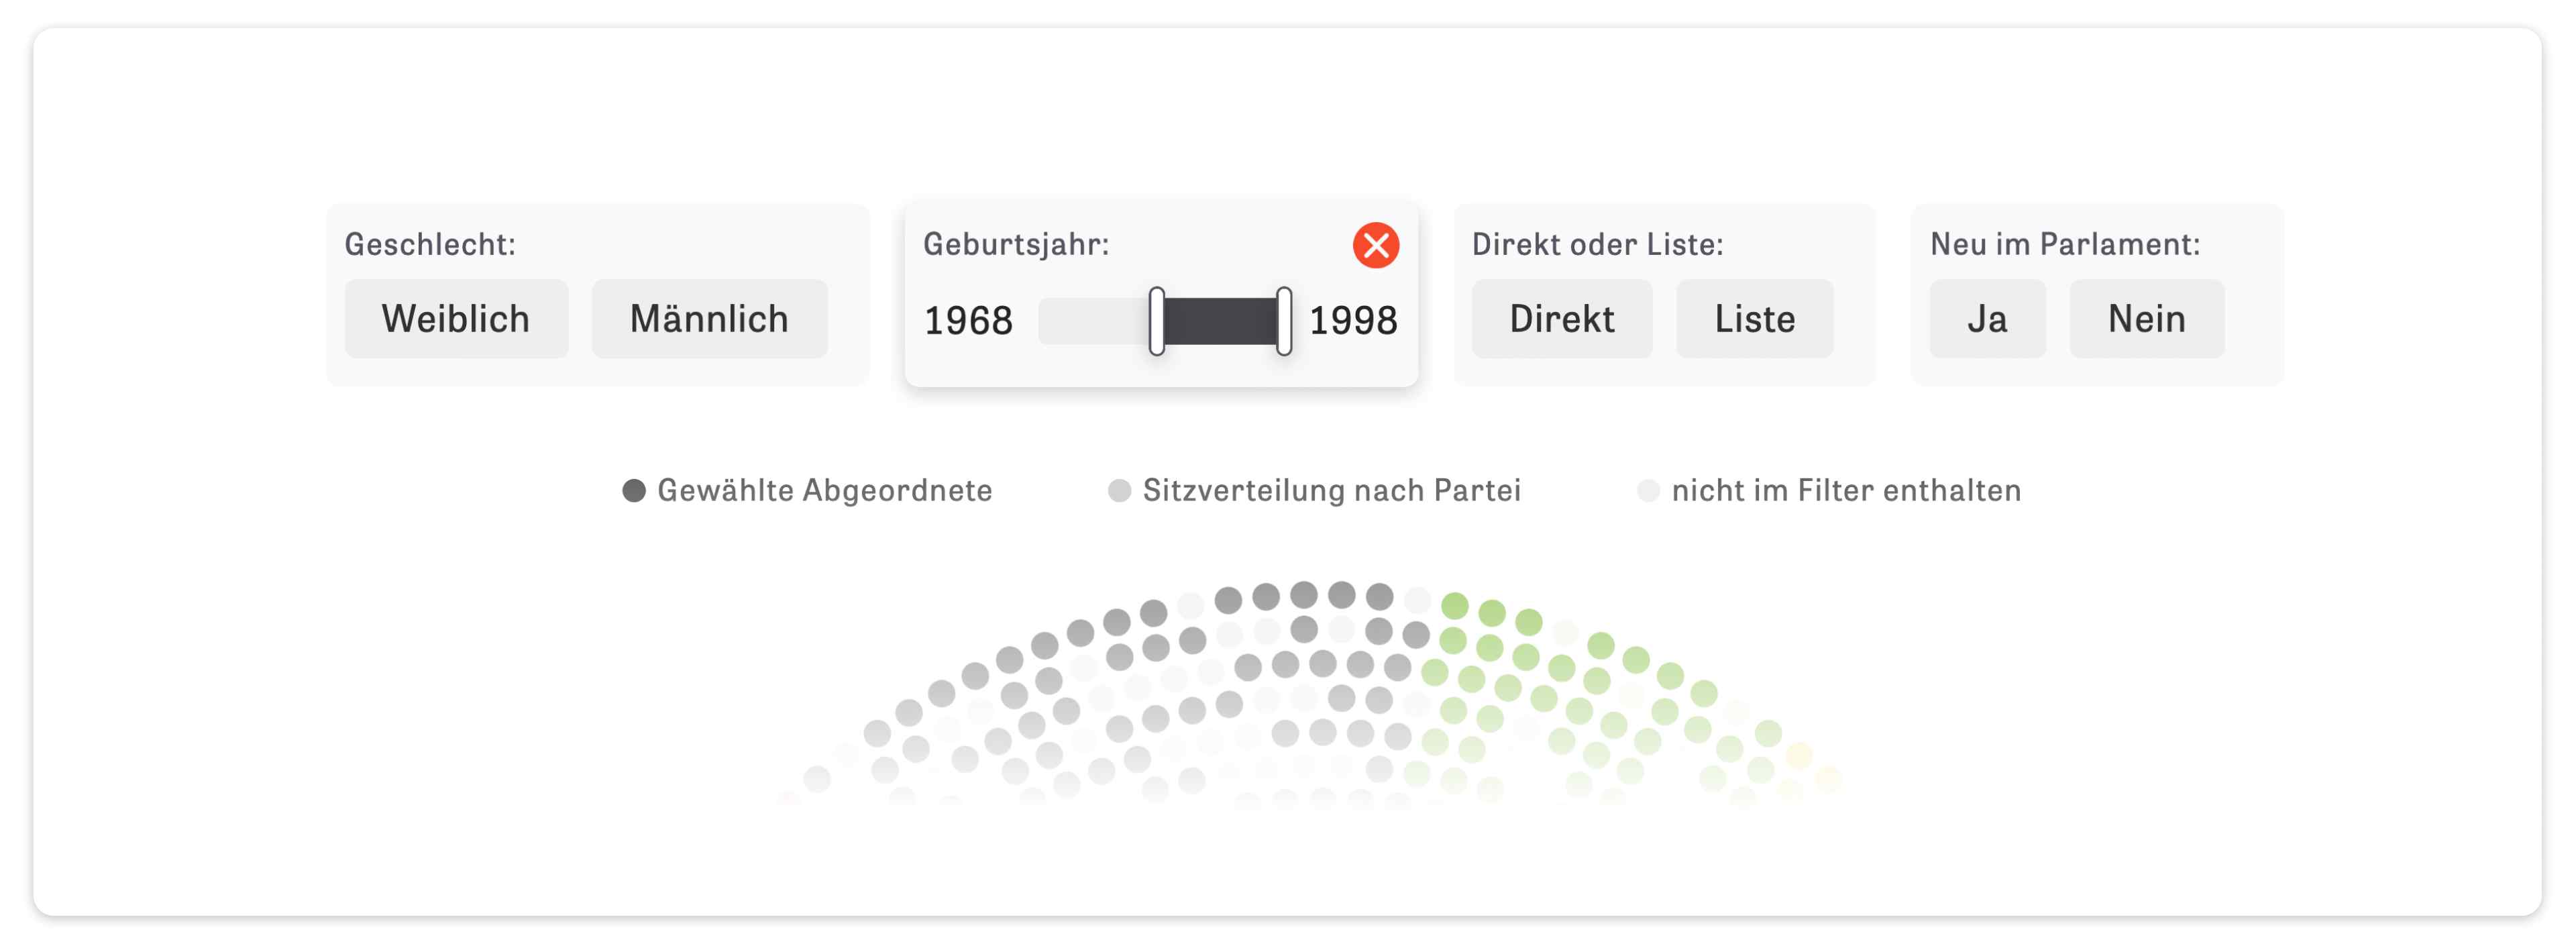 Geschlecht:
Weiblich Männlich
Geburtsjahr:
1968 1998
Direkt oder Liste:
Direkt Liste
Neu im Parlament:
Ja Nein
Gewählte Abgeordnete
Sitzverteilung nach Partei
nicht im Filter enthalten